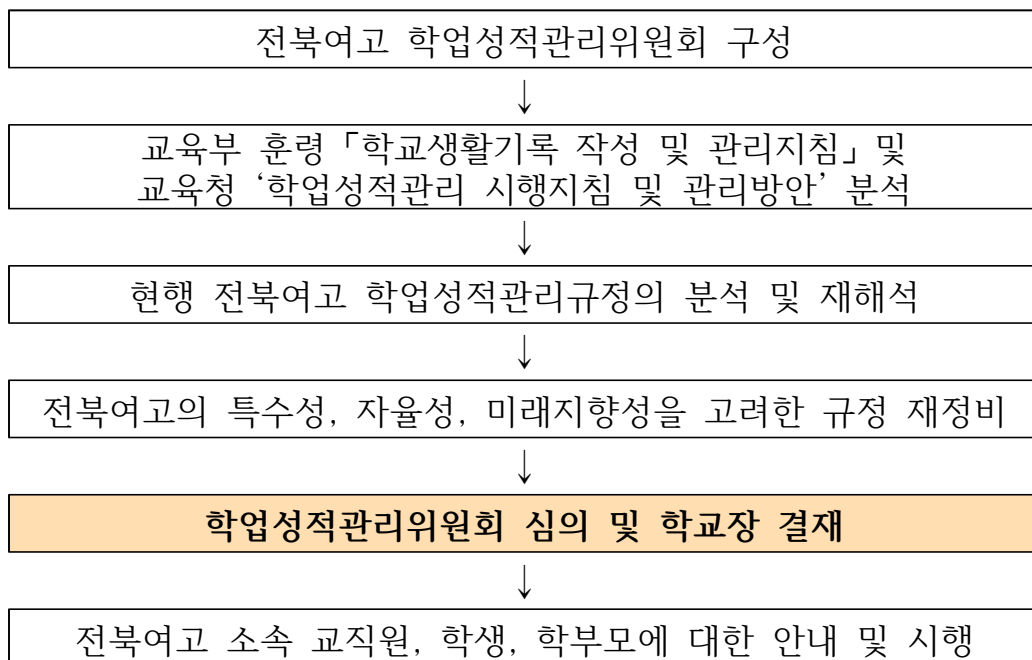 전북여고 학업성적관리위원회 구성
↓
교육부 훈령 「학교생활기록 작성 및 관리지침」 및
교육청 ‘학업성적관리 시행지침 및 관리방안’ 분석
↓
현행 전북여고 학업성적관리규정의 분석 및 재해석
↓
전북여고의 특수성, 자율성, 미래지향성을 고려한 규정 재정비
↓
학업성적관리위원회 심의 및 학교장 결재
↓
전북여고 소속 교직원, 학생, 학부모에 대한 안내 및 시행